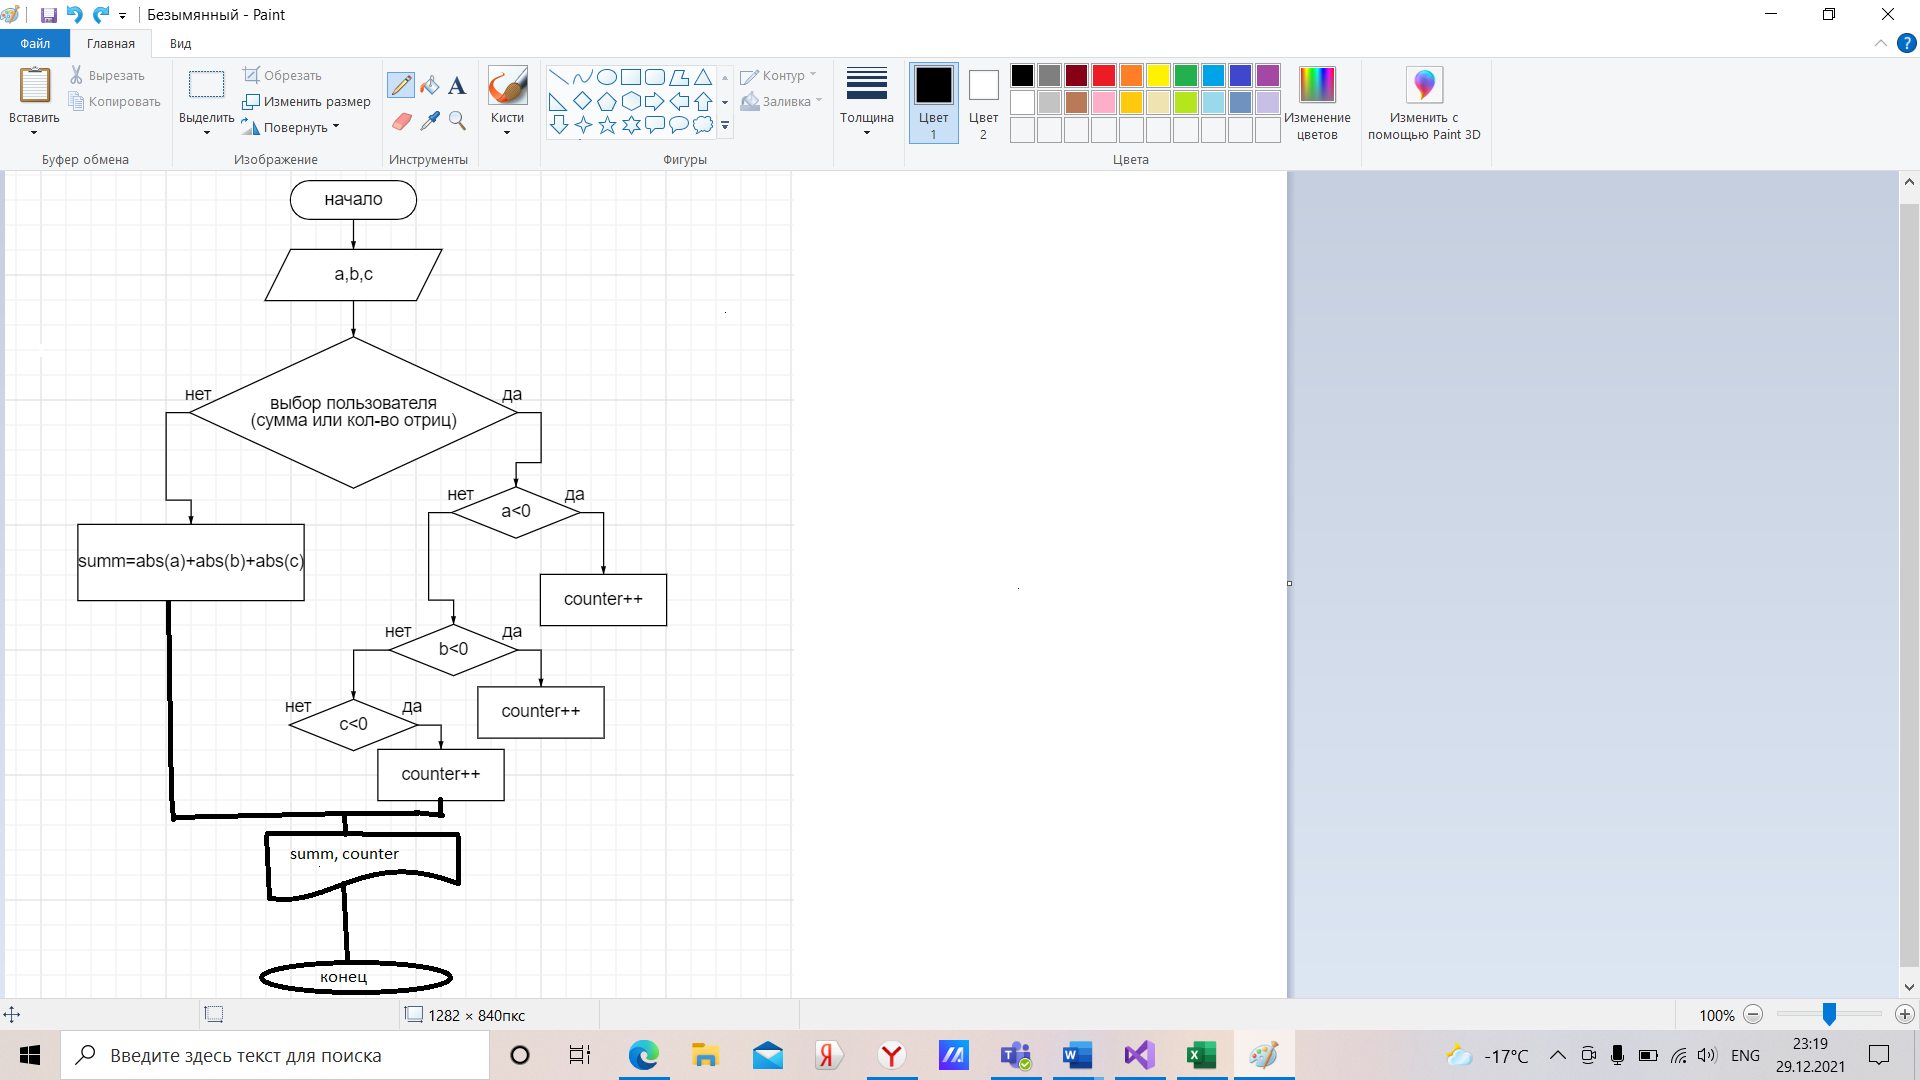 Безымянный - Paint
Файл
Главная
Вид
Вставить
Вырезать
Копировать
Буфер обмена
Выделить
Обрезать
Изменить размер
Повернуть
Изображение
A
Инструменты
Кисти
Фигуры
Контур
Заливка
Толщина
Цвет
1
Цвет
2
Изменение
цветов
Цвета
Изменить с
помощью Paint 3D
?
начало
a,b,c
нет
да
выбор пользователя
(сумма или кол-во отриц)
нет
да
a<0
summ=abs(a)+abs(b)+abs(c)
counter++
нет
да
b<0
counter++
нет
да
c<0
counter++
summ, counter
конец
1282 × 840пкс
100%
Введите здесь текст для поиска
-17°C
ENG
23:19
29.12.2021